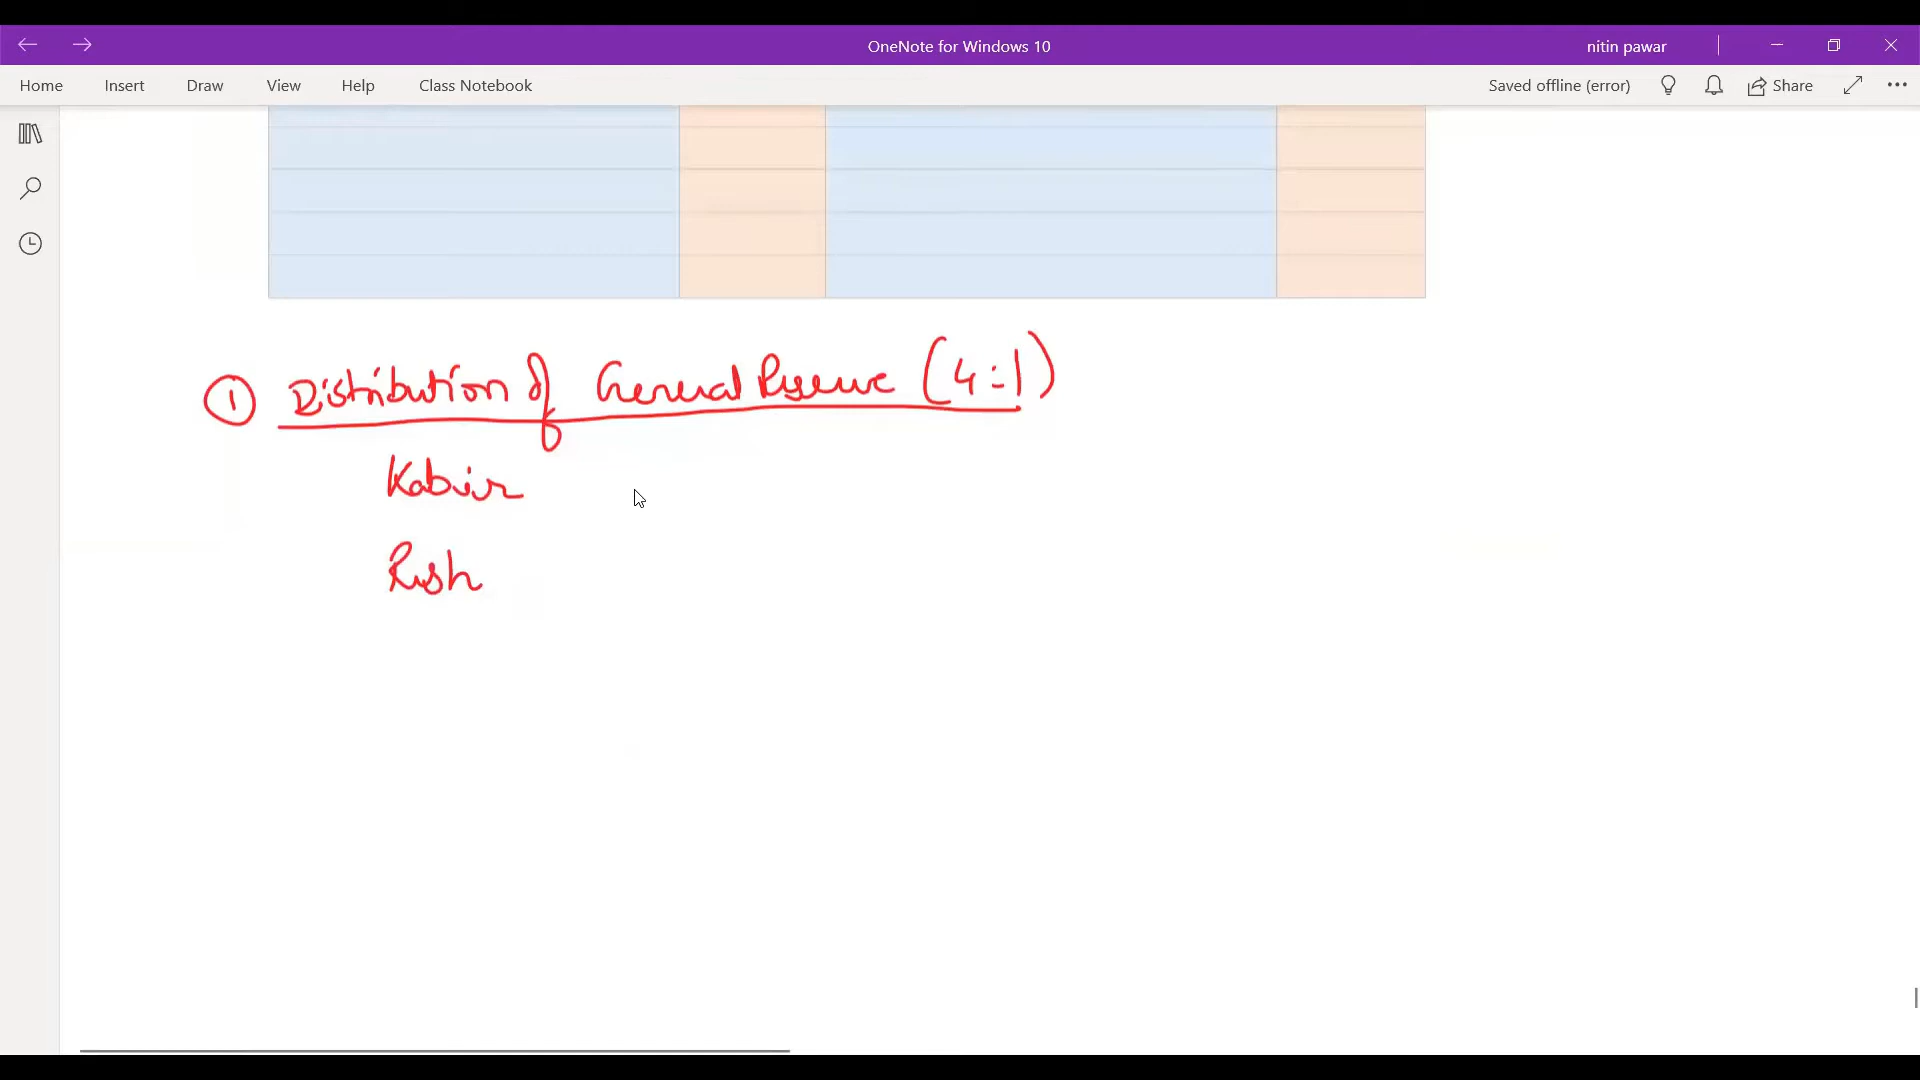 OneNote for Windows 10
nitin pawar
Home Insert Draw View Help Class Notebook
Saved offline (error) Share
① Distribution of General Reserve (4:1)
Kabir
Rish